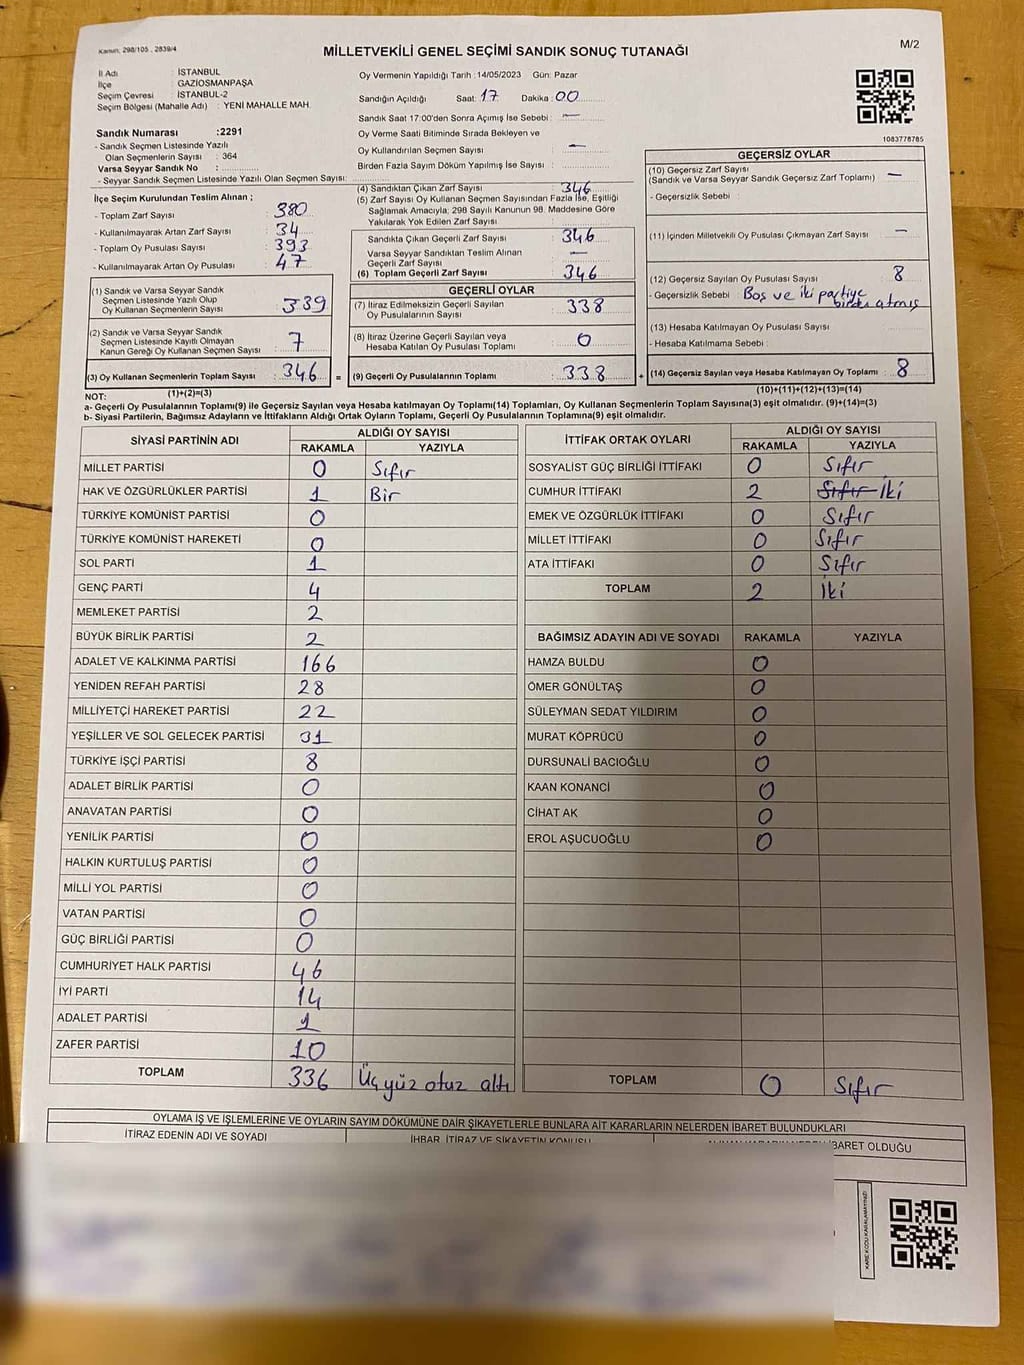 Kanun: 298/105 , 2839/4
MİLLETVEKİLİ GENEL SEÇİMİ SANDIK SONUÇ TUTANAĞI
M/2
İl Adı : İSTANBUL
İlçe : GAZİOSMANPAŞA
Seçim Çevresi : İSTANBUL-2
Seçim Bölgesi (Mahalle Adı) : YENİ MAHALLE MAH.
Oy Vermenin Yapıldığı Tarih :14/05/2023 Gün: Pazar
Sandığın Açıldığı Saat: 17 Dakika : 00
Sandık Saat 17:00'den Sonra Açımış İse Sebebi : —
Oy Verme Saati Bitiminde Sırada Bekleyen ve
Oy Kullandırılan Seçmen Sayısı : —
Birden Fazla Sayım Döküm Yapılmış İse Sayısı :
1083778785
Sandık Numarası :2291
- Sandık Seçmen Listesinde Yazılı
Olan Seçmenlerin Sayısı : 364
Varsa Seyyar Sandık No :
- Seyyar Sandık Seçmen Listesinde Yazılı Olan Seçmen Sayısı:
İlçe Seçim Kurulundan Teslim Alınan ;
- Toplam Zarf Sayısı : 380
- Kullanılmayarak Artan Zarf Sayısı : 34
- Toplam Oy Pusulası Sayısı : 393
- Kullanılmayarak Artan Oy Pusulası : 47
(1) Sandık ve Varsa Seyyar Sandık
Seçmen Listesinde Yazılı Olup
Oy Kullanan Seçmenlerin Sayısı : 339
(2) Sandık ve Varsa Seyyar Sandık
Seçmen Listesinde Kayıtlı Olmayan
Kanun Gereği Oy Kullanan Seçmen Sayısı : 7
(3) Oy Kullanan Seçmenlerin Toplam Sayısı : 346 =
(4) Sandıktan Çıkan Zarf Sayısı : 346
(5) Zarf Sayısı Oy Kullanan Seçmen Sayısından Fazla İse, Eşitliği
Sağlamak Amacıyla; 298 Sayılı Kanunun 98. Maddesine Göre
Yakılarak Yok Edilen Zarf Sayısı :
Sandıkta Çıkan Geçerli Zarf Sayısı : 346
Varsa Seyyar Sandıktan Teslim Alınan
Geçerli Zarf Sayısı : —
(6) Toplam Geçerli Zarf Sayısı : 346
GEÇERLİ OYLAR
(7) İtiraz Edilmeksizin Geçerli Sayılan
Oy Pusulalarının Sayısı : 338
(8) İtiraz Üzerine Geçerli Sayılan veya
Hesaba Katılan Oy Pusulası Toplamı : 0
(9) Geçerli Oy Pusulalarının Toplamı : 338 +
GEÇERSİZ OYLAR
(10) Geçersiz Zarf Sayısı
(Sandık ve Varsa Seyyar Sandık Geçersiz Zarf Toplamı) : —
- Geçersizlik Sebebi :
(11) İçinden Milletvekili Oy Pusulası Çıkmayan Zarf Sayısı : —
(12) Geçersiz Sayılan Oy Pusulası Sayısı : 8
- Geçersizlik Sebebi : Boş ve iki partiye
birden atmış
(13) Hesaba Katılmayan Oy Pusulası Sayısı :
- Hesaba Katılmama Sebebi :
(14) Geçersiz Sayılan veya Hesaba Katılmayan Oy Toplamı : 8
NOT: (1)+(2)=(3) (10)+(11)+(12)+(13)=(14)
a- Geçerli Oy Pusulalarının Toplamı(9) ile Geçersiz Sayılan veya Hesaba katılmayan Oy Toplamı(14) Toplamları, Oy Kullanan Seçmenlerin Toplam Sayısına(3) eşit olmalıdır. (9)+(14)=(3)
b- Siyasi Partilerin, Bağımsız Adayların ve İttifakların Aldığı Ortak Oyların Toplamı, Geçerli Oy Pusulalarının Toplamına(9) eşit olmalıdır.
SİYASİ PARTİNİN ADI ALDIĞI OY SAYISI
RAKAMLA YAZIYLA
MİLLET PARTİSİ 0 Sıfır
HAK VE ÖZGÜRLÜKLER PARTİSİ 1 Bir
TÜRKİYE KOMÜNİST PARTİSİ 0
TÜRKİYE KOMÜNİST HAREKETİ 0
SOL PARTİ 1
GENÇ PARTİ 4
MEMLEKET PARTİSİ 2
BÜYÜK BİRLİK PARTİSİ 2
ADALET VE KALKINMA PARTİSİ 166
YENİDEN REFAH PARTİSİ 28
MİLLİYETÇİ HAREKET PARTİSİ 22
YEŞİLLER VE SOL GELECEK PARTİSİ 31
TÜRKİYE İŞÇİ PARTİSİ 8
ADALET BİRLİK PARTİSİ 0
ANAVATAN PARTİSİ 0
YENİLİK PARTİSİ 0
HALKIN KURTULUŞ PARTİSİ 0
MİLLİ YOL PARTİSİ 0
VATAN PARTİSİ 0
GÜÇ BİRLİĞİ PARTİSİ 0
CUMHURİYET HALK PARTİSİ 46
İYİ PARTİ 14
ADALET PARTİSİ 1
ZAFER PARTİSİ 10
TOPLAM 336 Üçyüz otuz altı
İTTİFAK ORTAK OYLARI ALDIĞI OY SAYISI
RAKAMLA YAZIYLA
SOSYALİST GÜÇ BİRLİĞİ İTTİFAKI 0 Sıfır
CUMHUR İTTİFAKI 2 Sıfır İki
EMEK VE ÖZGÜRLÜK İTTİFAKI 0 Sıfır
MİLLET İTTİFAKI 0 Sıfır
ATA İTTİFAKI 0 Sıfır
TOPLAM 2 İki
BAĞIMSIZ ADAYIN ADI VE SOYADI RAKAMLA YAZIYLA
HAMZA BULDU 0
ÖMER GÖNÜLTAŞ 0
SÜLEYMAN SEDAT YILDIRIM 0
MURAT KÖPRÜCÜ 0
DURSUNALİ BACIOĞLU 0
KAAN KONANCİ 0
CİHAT AK 0
EROL AŞUCUOĞLU 0
TOPLAM 0 Sıfır
OYLAMA İŞ VE İŞLEMLERİNE VE OYLARIN SAYIM DÖKÜMÜNE DAİR ŞİKAYETLERLE BUNLARA AİT KARARLARIN NELERDEN İBARET BULUNDUKLARI
İTİRAZ EDENİN ADI VE SOYADI
İHBAR, İTİRAZ VE ŞİKAYETİN KONUSU
İBARET OLDUĞU
KARE KODU KARALAMAYINIZ!